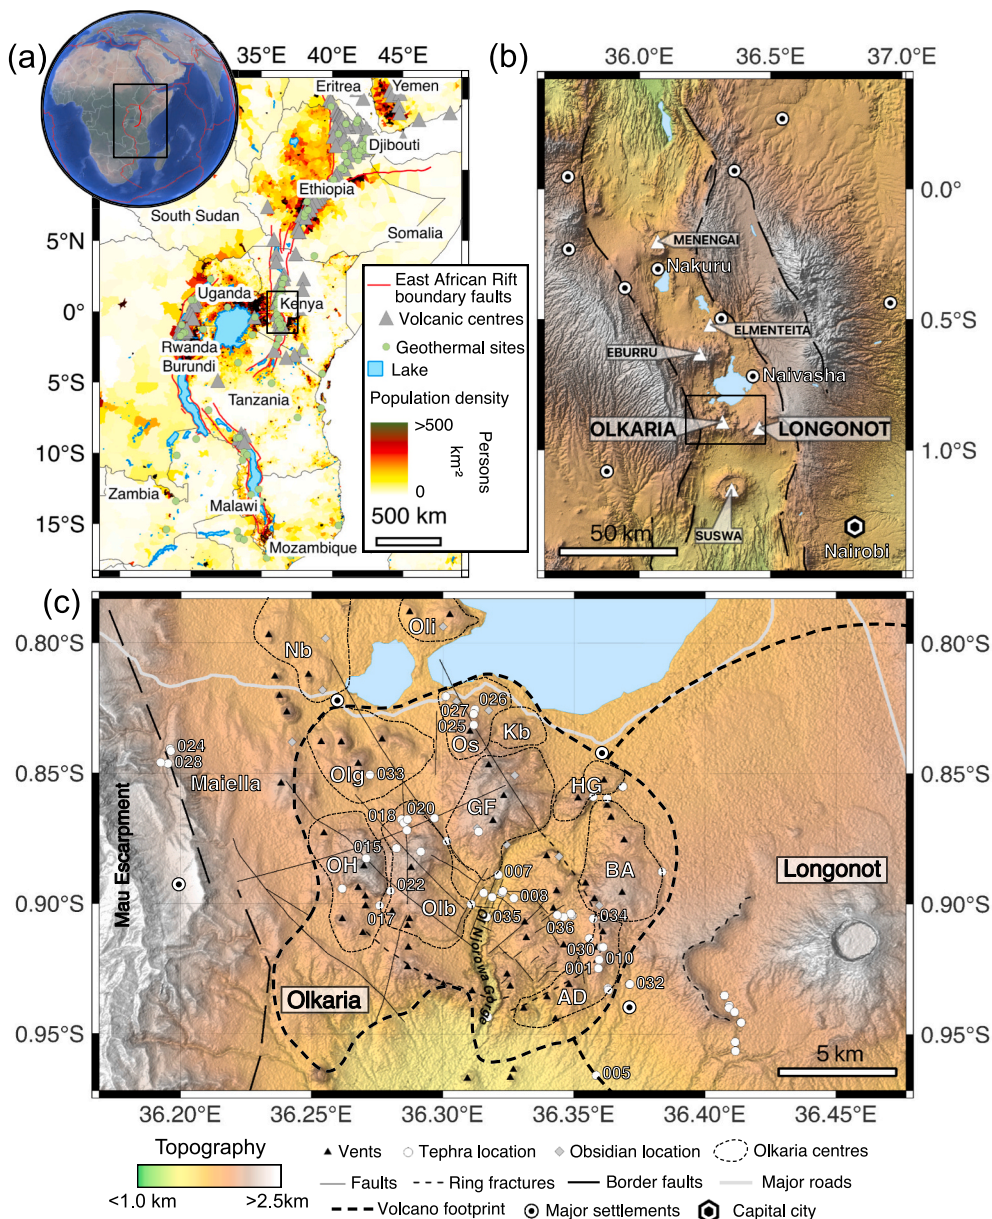 (a)
35°E 40°E 45°E
Eritrea
Yemen
Djibouti
Ethiopia
South Sudan
Somalia
5°N
Uganda
Kenya
0°
Rwanda
Burundi
5°S
Tanzania
10°S
Zambia
Malawi
15°S
Mozambique
East African Rift
boundary faults
Volcanic centres
Geothermal sites
Lake
Population density
>500
0
Persons
km²
500 km
(b)
36.0°E 36.5°E 37.0°E
0.0°
MENENGAI
Nakuru
0.5°S
ELMENTEITA
EBURRU
Naivasha
OLKARIA
LONGONOT
1.0°S
SUSWA
50 km
Nairobi
(c)
0.80°S
0.80°S
Nb
Oli
026
027
025
Os
Kb
024
028
Maiella
0.85°S
0.85°S
Olg
033
HG
GF
018
020
015
OH
007
BA
022
008
Olb
017
035
036
034
0.90°S
0.90°S
Mau Escarpment
Longonot
Ol Njorowa Gorge
030
010
001
032
AD
Olkaria
0.95°S
0.95°S
005
5 km
36.20°E 36.25°E 36.30°E 36.35°E 36.40°E 36.45°E
Topography
<1.0 km >2.5km
Vents Tephra location Obsidian location Olkaria centres
Faults Ring fractures Border faults Major roads
Volcano footprint Major settlements Capital city